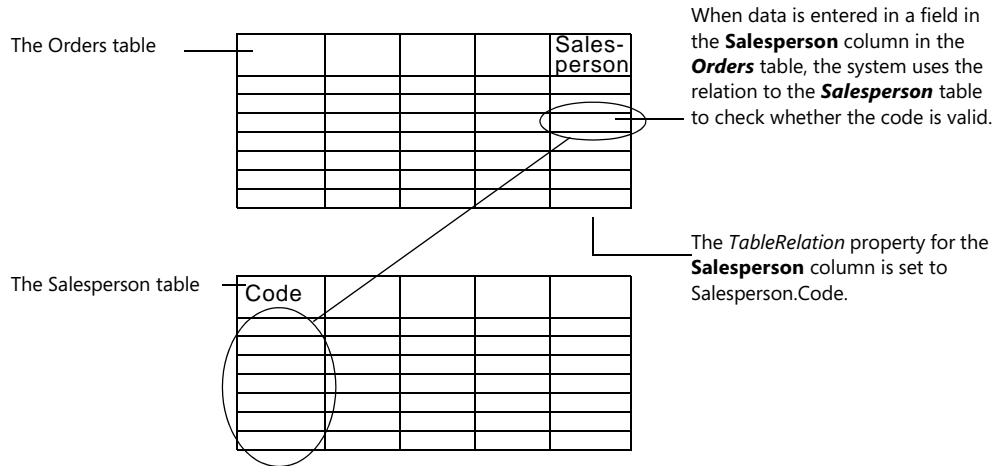 When data is entered in a field in
the Salesperson column in the
Orders table, the system uses the
relation to the Salesperson table
to check whether the code is valid.
The Orders table
Sales-
person
The TableRelation property for the
Salesperson column is set to
Salesperson.Code.
The Salesperson table
Code